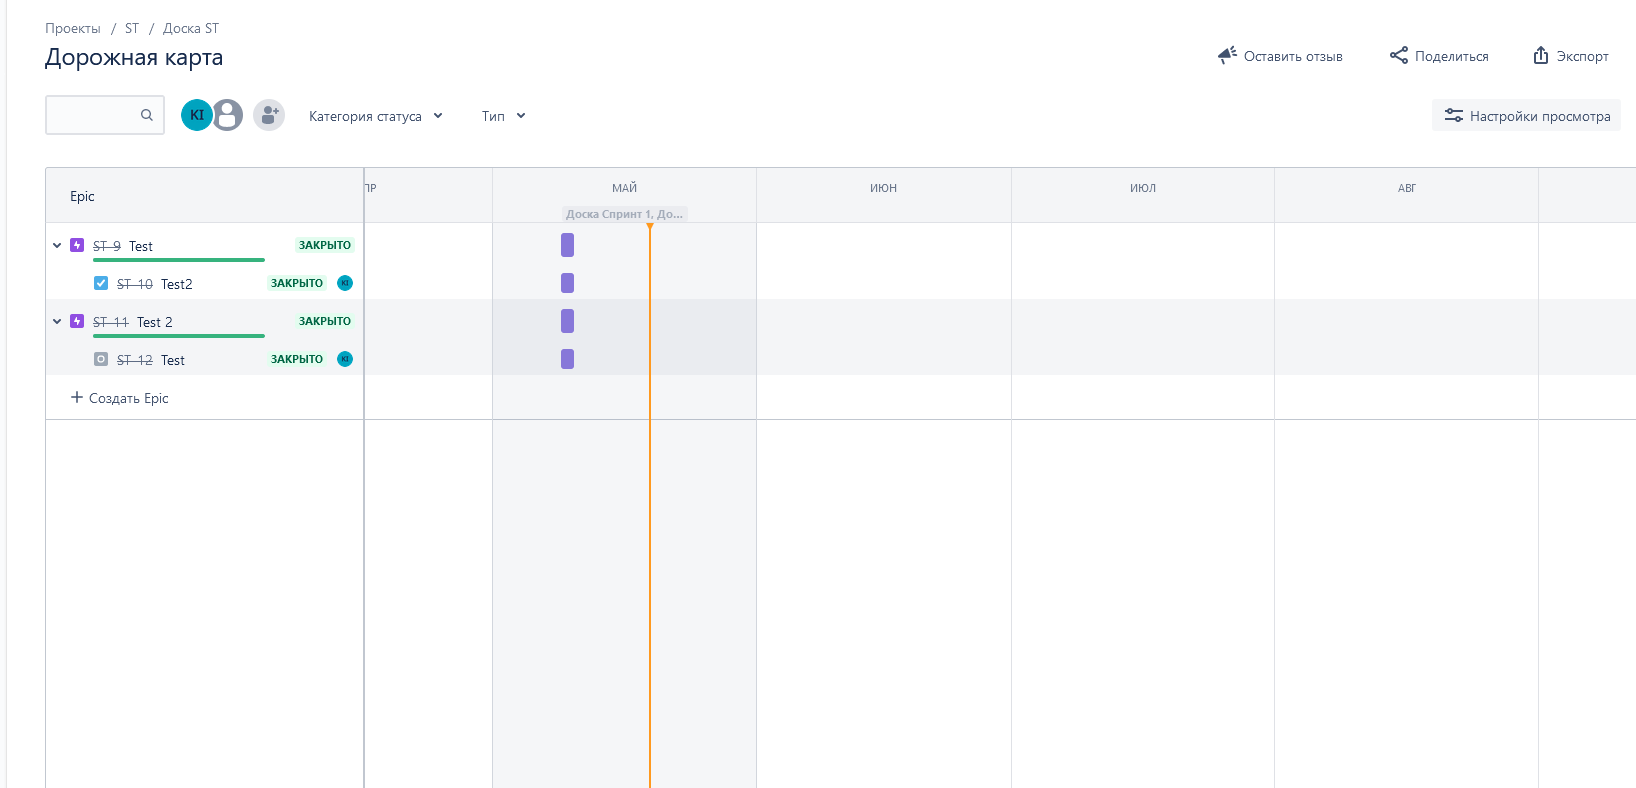 Проекты / ST / Доска ST
Дорожная карта
Оставить отзыв
Поделиться
Экспорт
KI
Категория статуса
Тип
Настройки просмотра
Epic
ПР
МАЙ
ИЮН
ИЮЛ
АВГ
Доска Спринт 1, До...
ST-9 Test ЗАКРЫТО
ST-10 Test2 ЗАКРЫТО KI
ST-11 Test 2 ЗАКРЫТО
ST-12 Test ЗАКРЫТО KI
+ Создать Epic